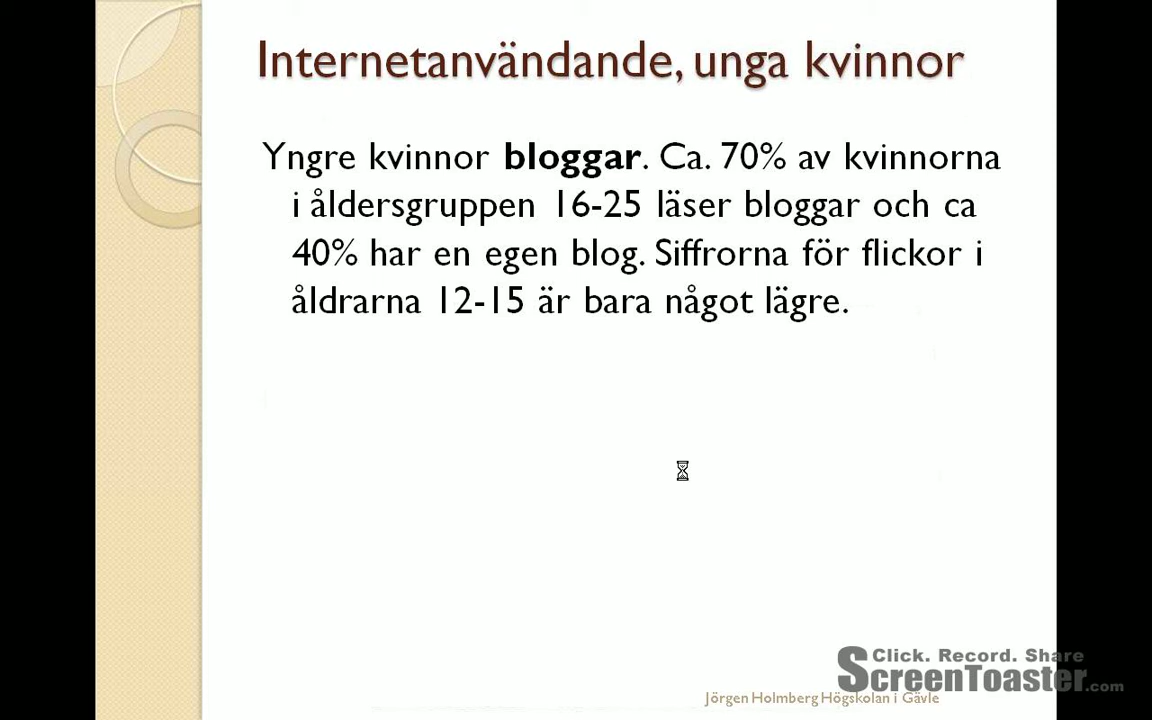 Internetanvändande, unga kvinnor
Yngre kvinnor bloggar. Ca. 70% av kvinnorna
i åldersgruppen 16-25 läser bloggar och ca
40% har en egen blog. Siffrorna för flickor i
åldrarna 12-15 är bara något lägre.
Click. Record. Share
ScreenToaster.com
Jörgen Holmberg Högskolan i Gävle